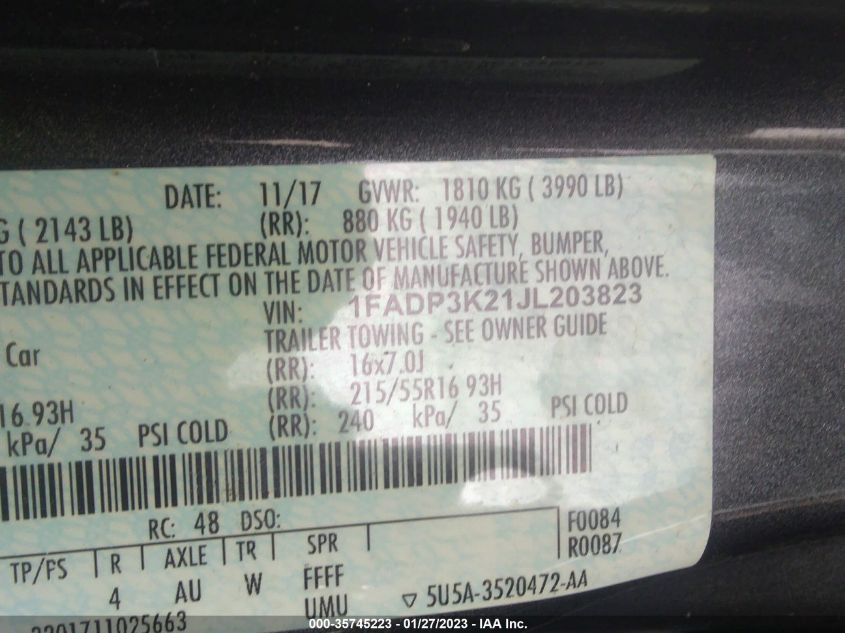 DATE: 11/17 GVWR: 1810 KG ( 3990 LB)
G ( 2143 LB) (RR): 880 KG ( 1940 LB)
TO ALL APPLICABLE FEDERAL MOTOR VEHICLE SAFETY, BUMPER,
TANDARDS IN EFFECT ON THE DATE OF MANUFACTURE SHOWN ABOVE.
VIN: 1FADP3K21JL203823
Car TRAILER TOWING - SEE OWNER GUIDE
(RR): 16x7.0J
16 93H (RR): 215/55R16 93H
kPa/ 35 PSI COLD (RR): 240 kPa/ 35 PSI COLD
RC: 48 DSO: F0084
TP/FS R AXLE TR SPR R0087
4 AU W FFFF
UMU ▽ 5U5A-3520472-AA
3201711025663
000-35745223 - 01/27/2023 - IAA Inc.